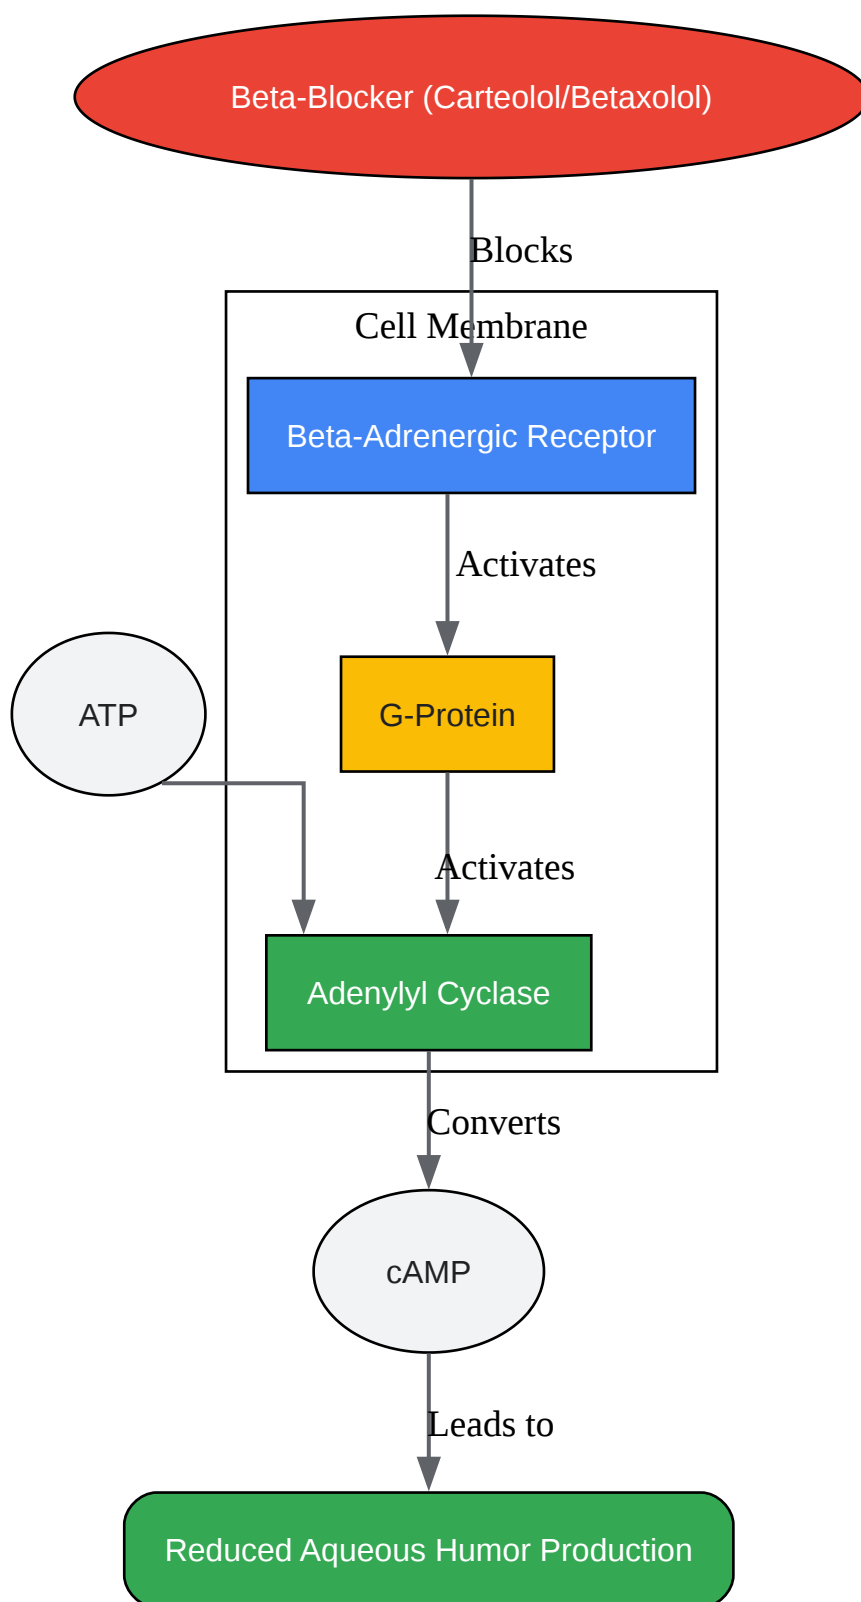 Beta-Blocker (Carteolol/Betaxolol)
Blocks
Cell Membrane
Beta-Adrenergic Receptor
Activates
ATP
G-Protein
Activates
Adenylyl Cyclase
Converts
cAMP
Leads to
Reduced Aqueous Humor Production